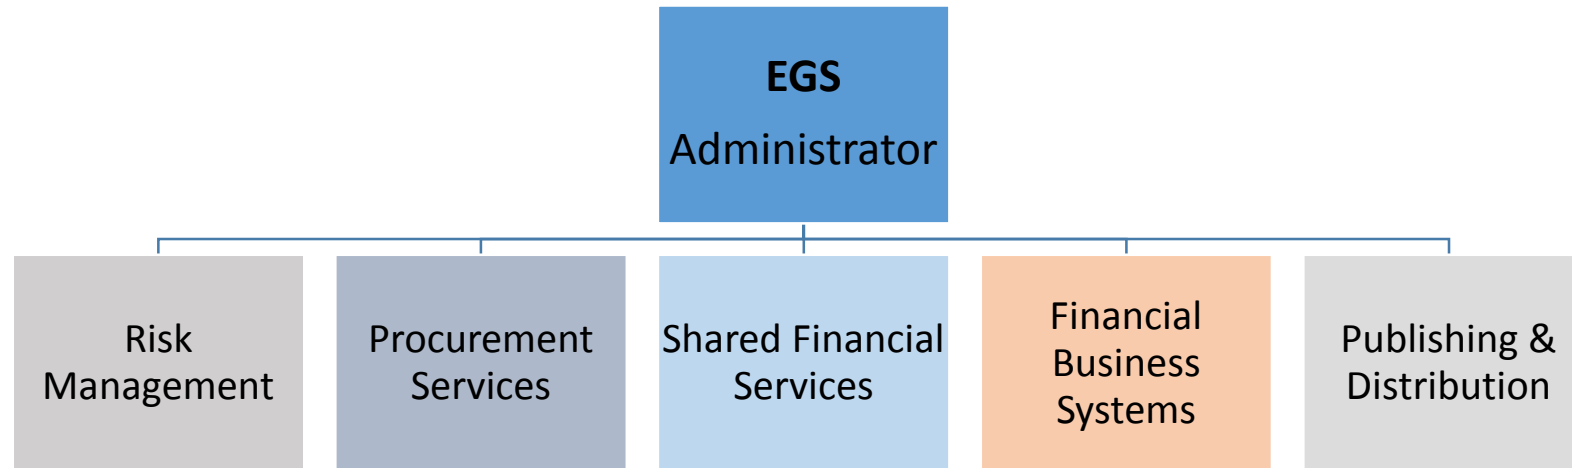 EGS
Administrator
Risk
Management
Procurement
Services
Shared Financial
Services
Financial
Business
Systems
Publishing &
Distribution